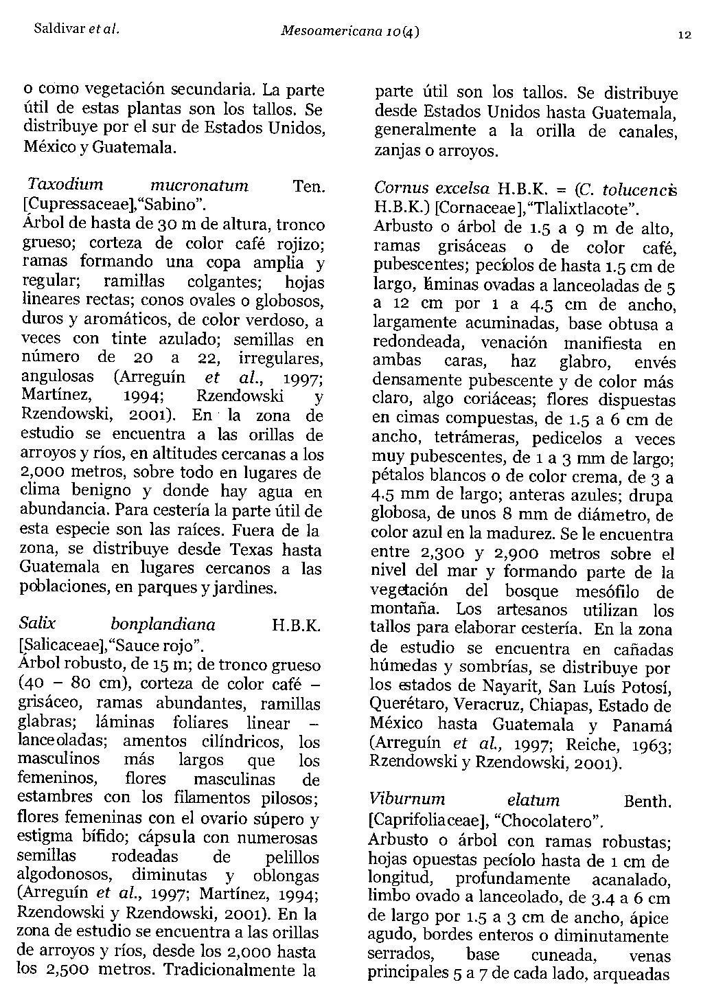 Saldivar et al.
Mesoamericana 10(4)
12
o como vegetación secundaria. La parte
útil de estas plantas son los tallos. Se
distribuye por el sur de Estados Unidos,
México y Guatemala.
Taxodium mucronatum Ten.
[Cupressaceae],“Sabino”.
Árbol de hasta de 30 m de altura, tronco
grueso; corteza de color café rojizo;
ramas formando una copa amplia y
regular; ramillas colgantes; hojas
lineares rectas; conos ovales o globosos,
duros y aromáticos, de color verdoso, a
veces con tinte azulado; semillas en
número de 20 a 22, irregulares,
angulosas (Arreguín et al., 1997;
Martínez, 1994; Rzendowski y
Rzendowski, 2001). En la zona de
estudio se encuentra a las orillas de
arroyos y ríos, en altitudes cercanas a los
2,000 metros, sobre todo en lugares de
clima benigno y donde hay agua en
abundancia. Para cestería la parte útil de
esta especie son las raíces. Fuera de la
zona, se distribuye desde Texas hasta
Guatemala en lugares cercanos a las
poblaciones, en parques y jardines.
Salix bonplandiana H.B.K.
[Salicaceae],“Sauce rojo”.
Árbol robusto, de 15 m; de tronco grueso
(40 – 80 cm), corteza de color café –
grisáceo, ramas abundantes, ramillas
glabras; láminas foliares linear –
lanceoladas; amentos cilíndricos, los
masculinos más largos que los
femeninos, flores masculinas de
estambres con los filamentos pilosos;
flores femeninas con el ovario súpero y
estigma bífido; cápsula con numerosas
semillas rodeadas de pelillos
algodonosos, diminutas y oblongas
(Arreguín et al., 1997; Martínez, 1994;
Rzendowski y Rzendowski, 2001). En la
zona de estudio se encuentra a las orillas
de arroyos y ríos, desde los 2,000 hasta
los 2,500 metros. Tradicionalmente la
parte útil son los tallos. Se distribuye
desde Estados Unidos hasta Guatemala,
generalmente a la orilla de canales,
zanjas o arroyos.
Cornus excelsa H.B.K. = (C. tolucencis
H.B.K.) [Cornaceae],“Tlalixtlacote”.
Arbusto o árbol de 1.5 a 9 m de alto,
ramas grisáceas o de color café,
pubescentes; pecíolos de hasta 1.5 cm de
largo, láminas ovadas a lanceoladas de 5
a 12 cm por 1 a 4.5 cm de ancho,
largamente acuminadas, base obtusa a
redondeada, venación manifiesta en
ambas caras, haz glabro, envés
densamente pubescente y de color más
claro, algo coriáceas; flores dispuestas
en cimas compuestas, de 1.5 a 6 cm de
ancho, tetrámeras, pedicelos a veces
muy pubescentes, de 1 a 3 mm de largo;
pétalos blancos o de color crema, de 3 a
4.5 mm de largo; anteras azules; drupa
globosa, de unos 8 mm de diámetro, de
color azul en la madurez. Se le encuentra
entre 2,300 y 2,900 metros sobre el
nivel del mar y formando parte de la
vegetación del bosque mesófilo de
montaña. Los artesanos utilizan los
tallos para elaborar cestería. En la zona
de estudio se encuentra en cañadas
húmedas y sombrías, se distribuye por
los estados de Nayarit, San Luís Potosí,
Querétaro, Veracruz, Chiapas, Estado de
México hasta Guatemala y Panamá
(Arreguín et al., 1997; Reiche, 1963;
Rzendowski y Rzendowski, 2001).
Viburnum elatum Benth.
[Caprifoliaceae], “Chocolatero”.
Arbusto o árbol con ramas robustas;
hojas opuestas pecíolo hasta de 1 cm de
longitud, profundamente acanalado,
limbo ovado a lanceolado, de 3.4 a 6 cm
de largo por 1.5 a 3 cm de ancho, ápice
agudo, bordes enteros o diminutamente
serrados, base cuneada, venas
principales 5 a 7 de cada lado, arqueadas